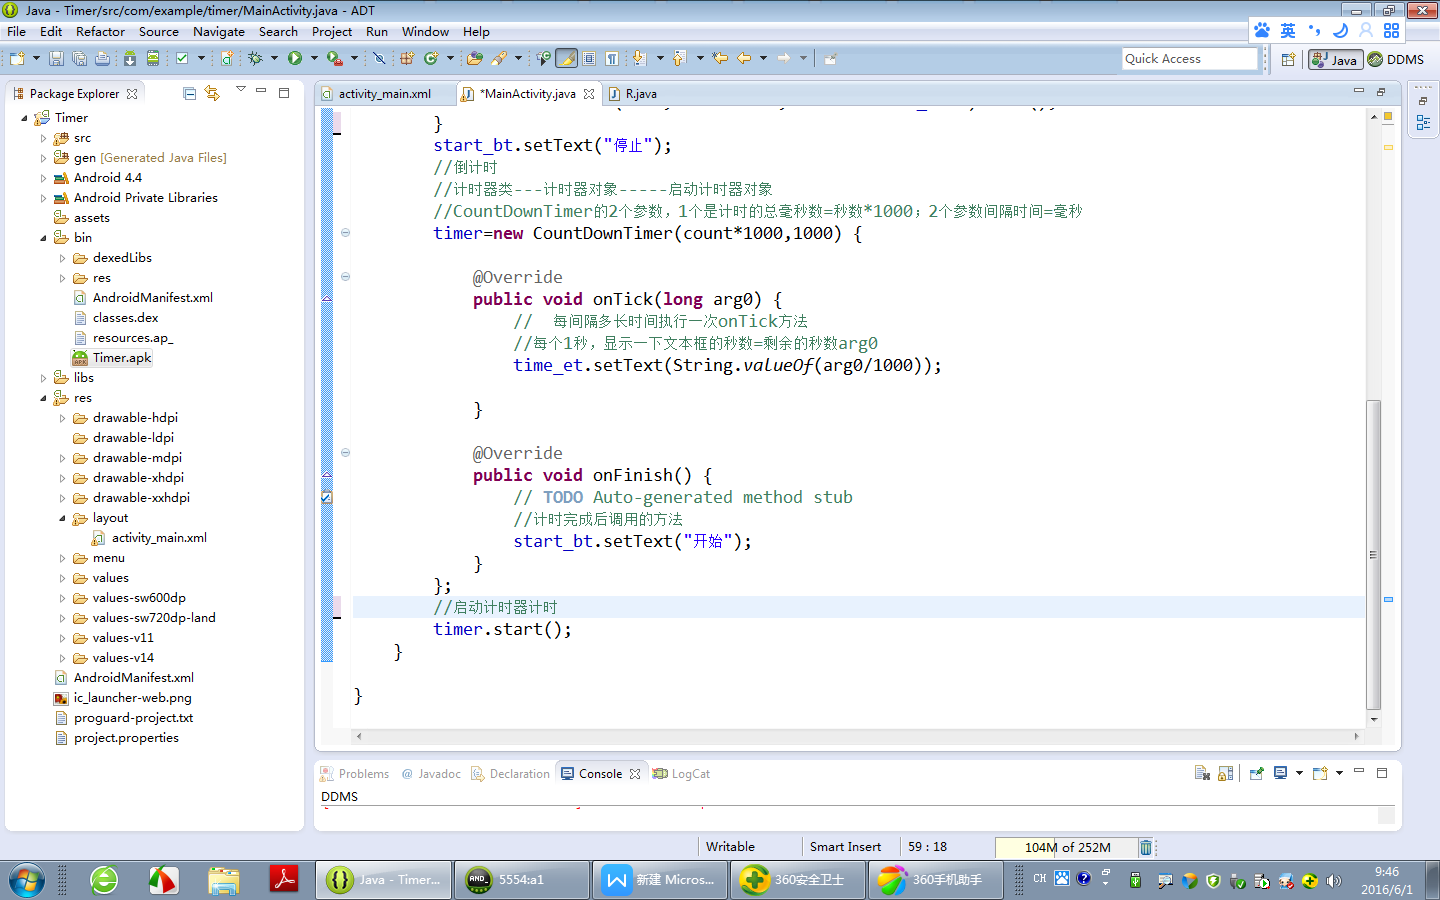 Java - Timer/src/com/example/timer/MainActivity.java - ADT
File Edit Refactor Source Navigate Search Project Run Window Help
英
Quick Access
Java
DDMS
Package Explorer
activity_main.xml
*MainActivity.java
R.java
Timer
src
gen [Generated Java Files]
Android 4.4
Android Private Libraries
assets
bin
dexedLibs
res
AndroidManifest.xml
classes.dex
resources.ap_
Timer.apk
libs
res
drawable-hdpi
drawable-ldpi
drawable-mdpi
drawable-xhdpi
drawable-xxhdpi
layout
activity_main.xml
menu
values
values-sw600dp
values-sw720dp-land
values-v11
values-v14
AndroidManifest.xml
ic_launcher-web.png
proguard-project.txt
project.properties
}
start_bt.setText("停止");
//倒计时
//计时器类---计时器对象-----启动计时器对象
//CountDownTimer的2个参数，1个是计时的总毫秒数=秒数*1000；2个参数间隔时间=毫秒
timer=new CountDownTimer(count*1000,1000) {
@Override
public void onTick(long arg0) {
// 每间隔多长时间执行一次onTick方法
//每个1秒，显示一下文本框的秒数=剩余的秒数arg0
time_et.setText(String.valueOf(arg0/1000));
}
@Override
public void onFinish() {
// TODO Auto-generated method stub
//计时完成后调用的方法
start_bt.setText("开始");
}
};
//启动计时器计时
timer.start();
}
}
Problems @ Javadoc Declaration Console LogCat
DDMS
Writable
Smart Insert
59 : 18
104M of 252M
Java - Timer...
5554:a1
新建 Micros...
360安全卫士
360手机助手
CH
9:46
2016/6/1